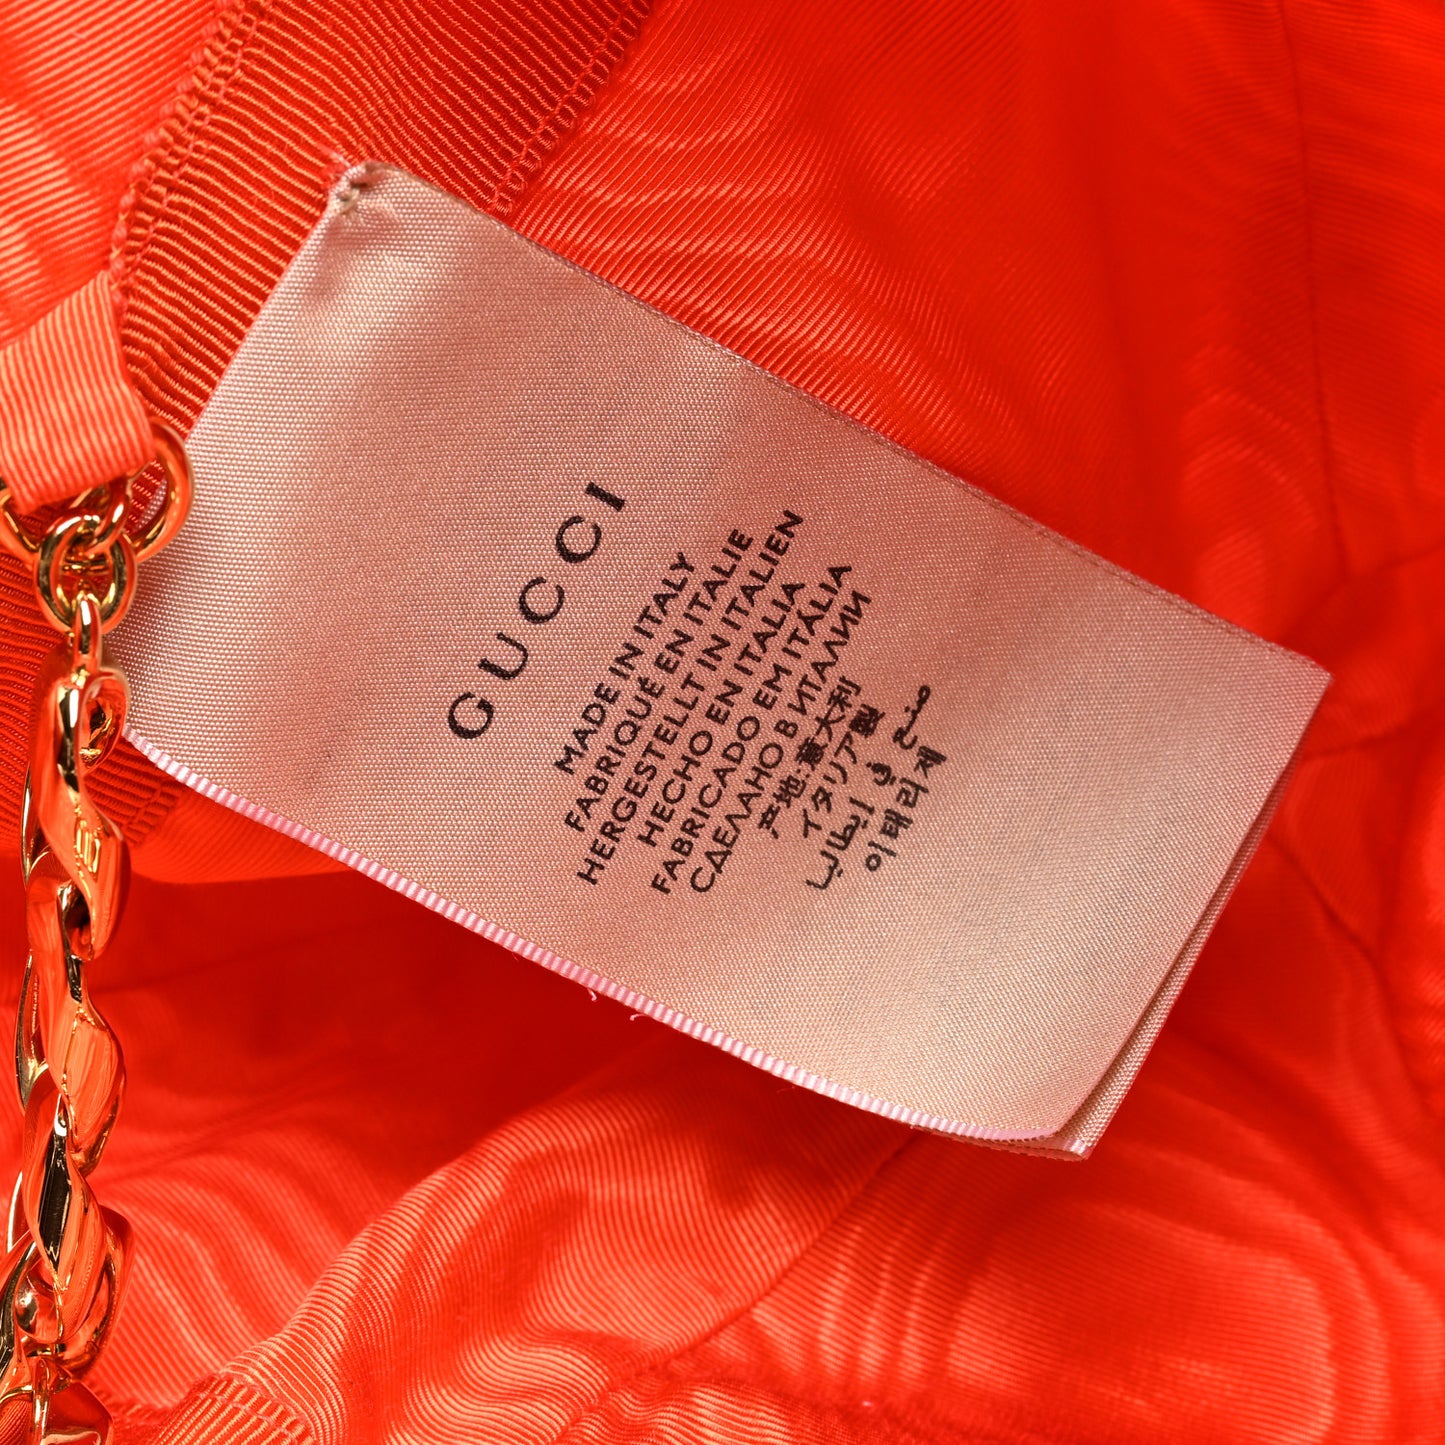 GUCCI
MADE IN ITALY
FABRIQUÉ EN ITALIE
HERGESTELLT IN ITALIEN
HECHO EN ITALIA
FABRICADO EM ITÁLIA
СДЕЛАНО В ИТАЛИИ
产地:意大利
イタリア製
صنع في إيطاليا
이태리제